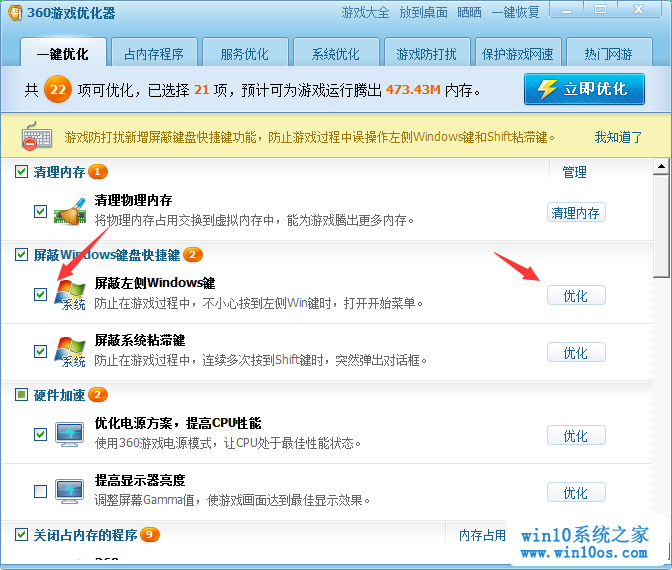 360游戏优化器 游戏大全 放到桌面 晒晒 一键恢复
一键优化 占内存程序 服务优化 系统优化 游戏防打扰 保护游戏网速 热门网游
共 22 项可优化，已选择 21 项，预计可为游戏运行腾出 473.43M 内存。 立即优化
游戏防打扰新增屏蔽键盘快捷键功能，防止游戏过程中误操作左侧Windows键和Shift粘滞键。 我知道了
清理内存 1 管理
清理物理内存
将物理内存占用交换到虚拟内存中，能为游戏腾出更多内存。 清理内存
屏蔽Windows键盘快捷键 2
屏蔽左侧Windows键
系统 防止在游戏过程中，不小心按到左侧Win键时，打开开始菜单。 优化
屏蔽系统粘滞键
系统 防止在游戏过程中，连续多次按到Shift键时，突然弹出对话框。 优化
硬件加速 2
优化电源方案，提高CPU性能
使用360游戏电源模式，让CPU处于最佳性能状态。 优化
提高显示器亮度
调整屏幕Gamma值，使游戏画面达到最佳显示效果。 优化
关闭占内存的程序 9 内存占用
win10系统之家
www.win10os.com